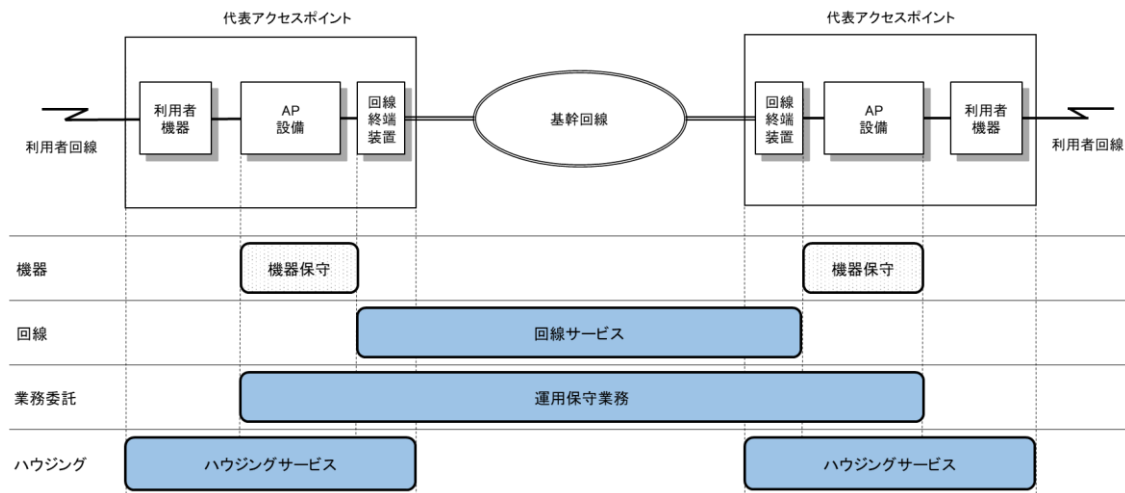 代表アクセスポイント
代表アクセスポイント
利用者
機器
AP
設備
回線
終端
装置
基幹回線
回線
終端
装置
AP
設備
利用者
機器
利用者回線
利用者回線
機器
機器保守
機器保守
回線
回線サービス
業務委託
運用保守業務
ハウジング
ハウジングサービス
ハウジングサービス